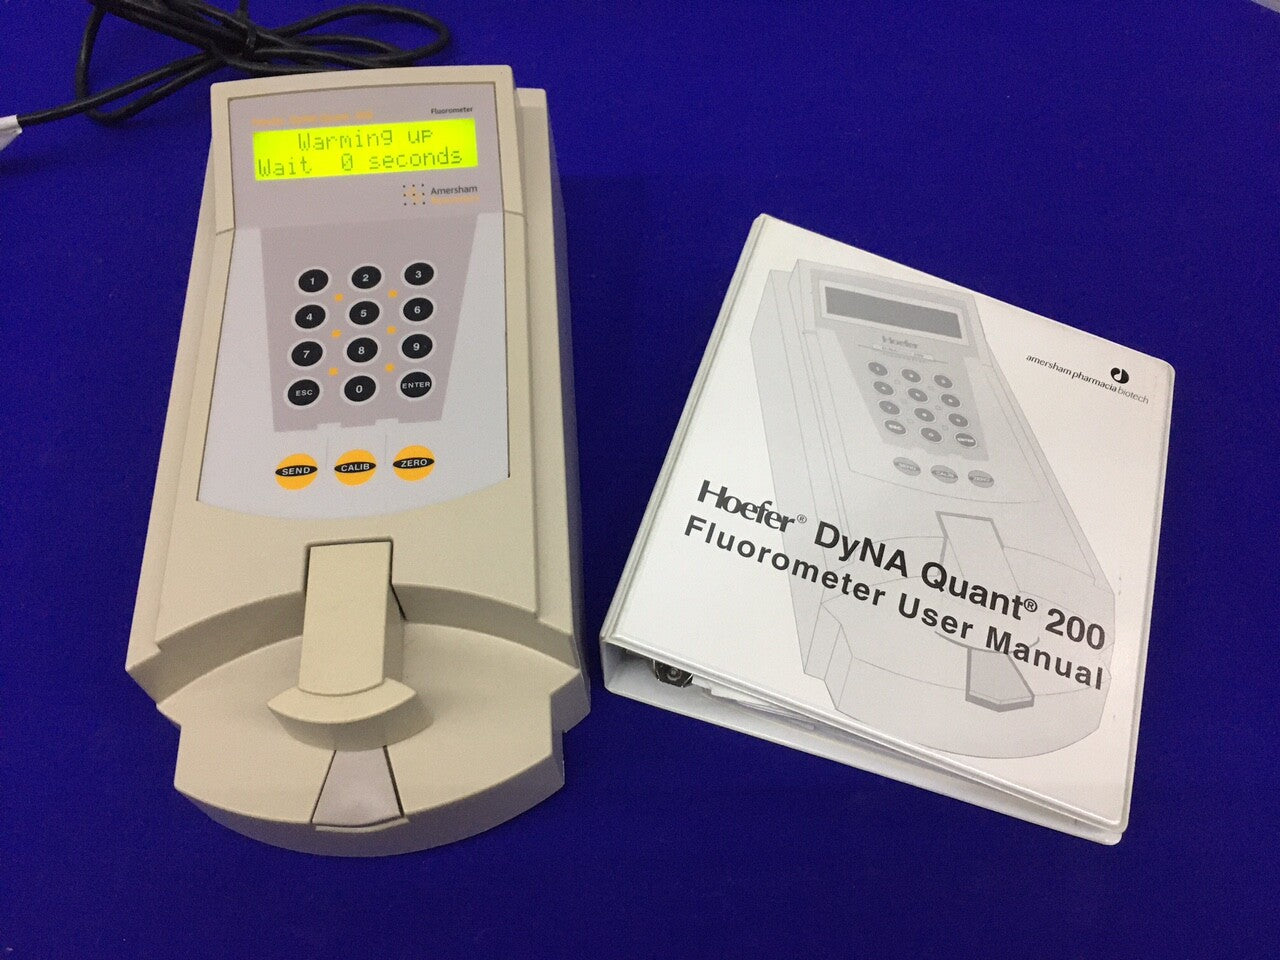 Fluorometer
Warming up
Wait 0 seconds
Amersham
1 2 3
4 5 6
7 8 9
ESC 0 ENTER
SEND CALIB ZERO
amersham pharmacia biotech
Hoefer
Hoefer® DyNA Quant® 200
Fluorometer User Manual